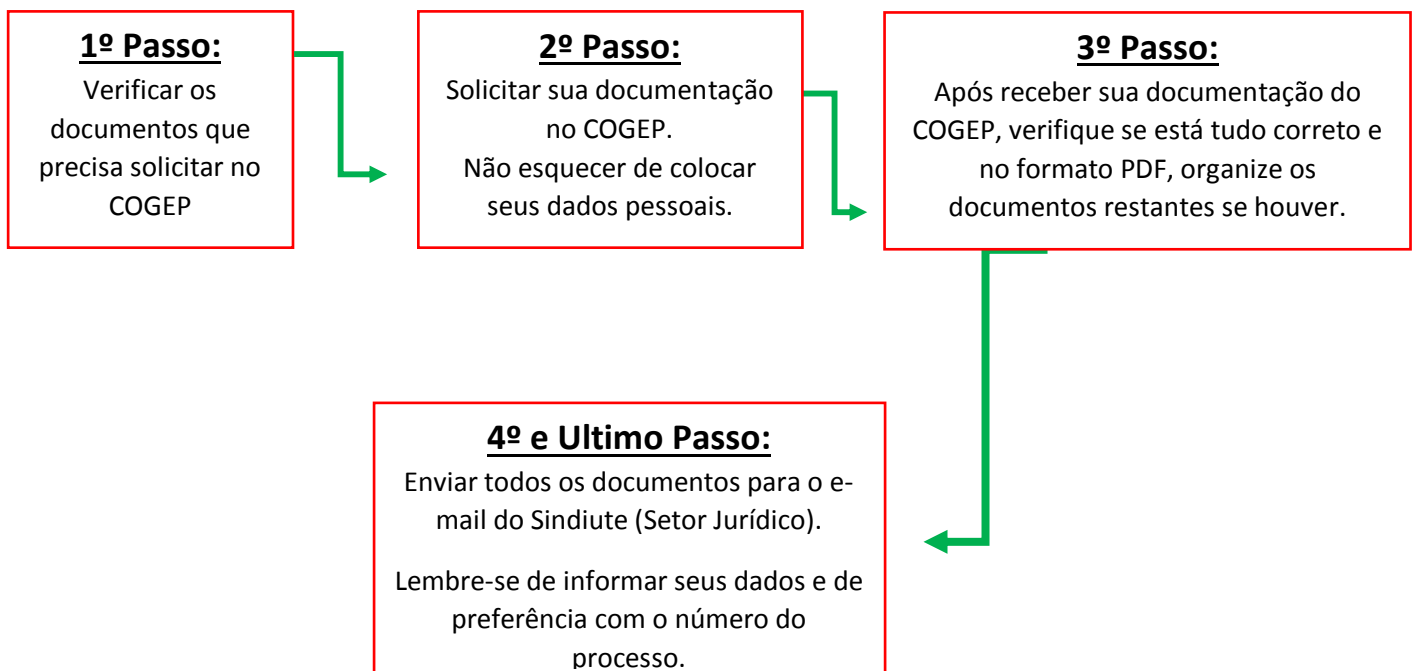 1º Passo:
Verificar os
documentos que
precisa solicitar no
COGEP
2º Passo:
Solicitar sua documentação
no COGEP.
Não esquecer de colocar
seus dados pessoais.
3º Passo:
Após receber sua documentação do
COGEP, verifique se está tudo correto e
no formato PDF, organize os
documentos restantes se houver.
4º e Ultimo Passo:
Enviar todos os documentos para o e-
mail do Sindiute (Setor Jurídico).
Lembre-se de informar seus dados e de
preferência com o número do
processo.